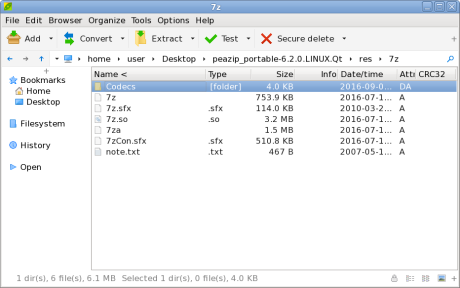 7z
File Edit Browser Organize Tools Options Help
Add Convert Extract Test Secure delete
home user Desktop peazip_portable-6.2.0.LINUX.Qt res 7z
Bookmarks
Home
Desktop
Filesystem
History
Open
Name < Type Size Info Date/time Attr CRC32
Codecs [folder] 4.0 KB 2016-09-0... DA
7z 753.9 KB 2016-07-1... A
7z.sfx .sfx 114.0 KB 2010-03-2... A
7z.so .so 3.2 MB 2016-07-1... A
7za 1.5 MB 2016-07-1... A
7zCon.sfx .sfx 510.8 KB 2016-07-1... A
note.txt .txt 467 B 2007-05-1... A
1 dir(s), 6 file(s), 6.1 MB Selected 1 dir(s), 0 file(s), 4.0 KB